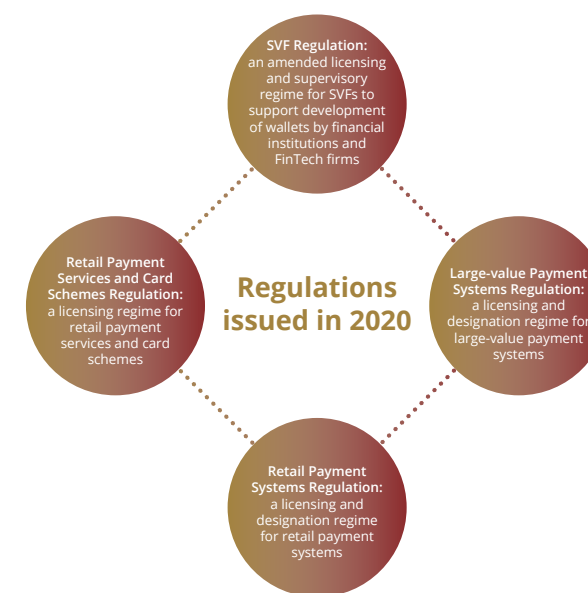 SVF Regulation:
an amended licensing
and supervisory
regime for SVFs to
support development
of wallets by financial
institutions and
FinTech firms
Retail Payment
Services and Card
Schemes Regulation:
a licensing regime for
retail payment
services and card
schemes
Regulations
issued in 2020
Large-value Payment
Systems Regulation:
a licensing and
designation regime for
large-value payment
systems
Retail Payment
Systems Regulation:
a licensing and
designation regime
for retail payment
systems